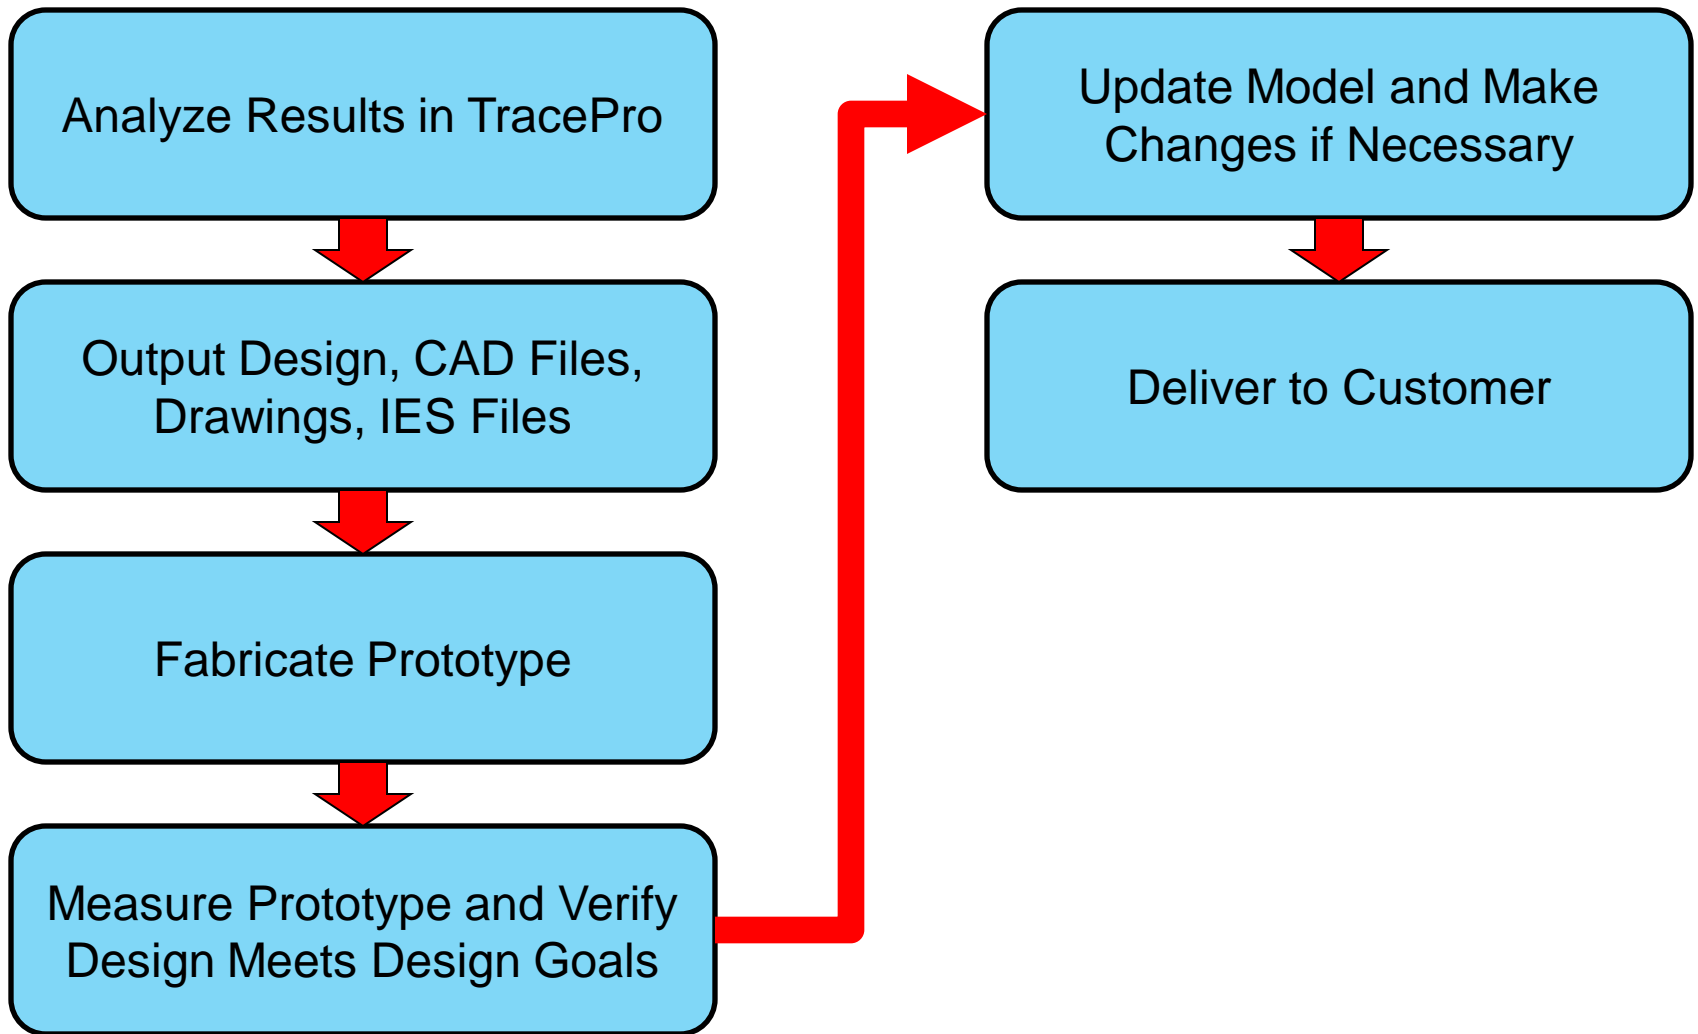 Analyze Results in TracePro
Output Design, CAD Files,
Drawings, IES Files
Fabricate Prototype
Measure Prototype and Verify
Design Meets Design Goals
Update Model and Make
Changes if Necessary
Deliver to Customer